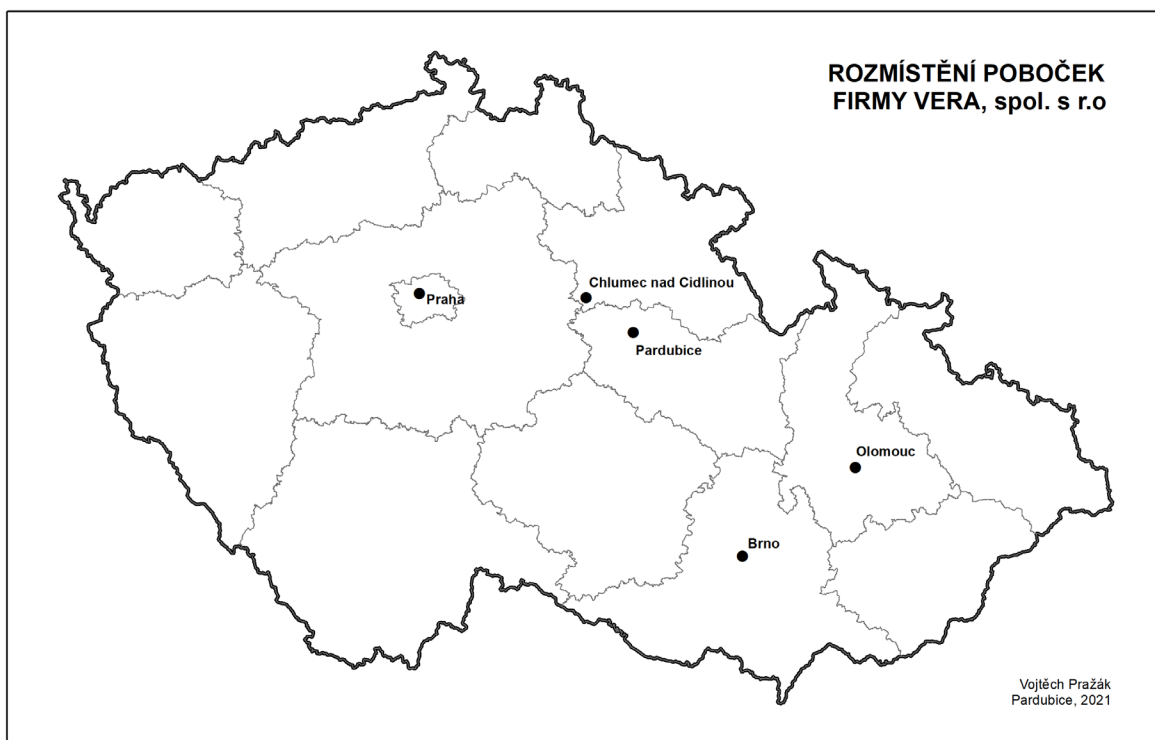 ROZMÍSTĚNÍ POBOČEK
FIRMY VERA, spol. s r.o
Chlumec nad Cidlinou
Praha
Pardubice
Olomouc
Brno
Vojtěch Pražák
Pardubice, 2021